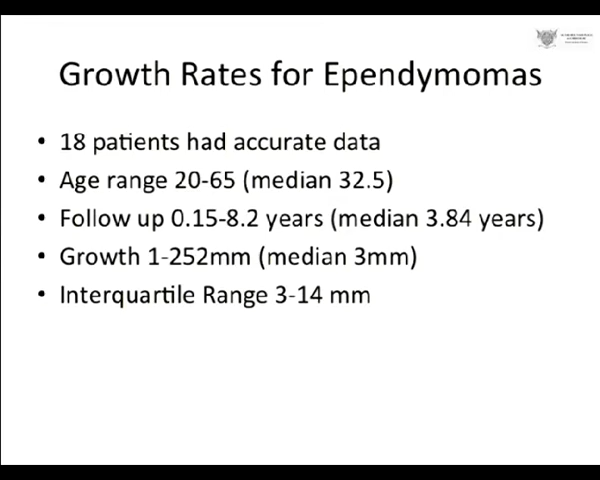 Growth Rates for Ependymomas
• 18 patients had accurate data
• Age range 20-65 (median 32.5)
• Follow up 0.15-8.2 years (median 3.84 years)
• Growth 1-252mm (median 3mm)
• Interquartile Range 3-14 mm